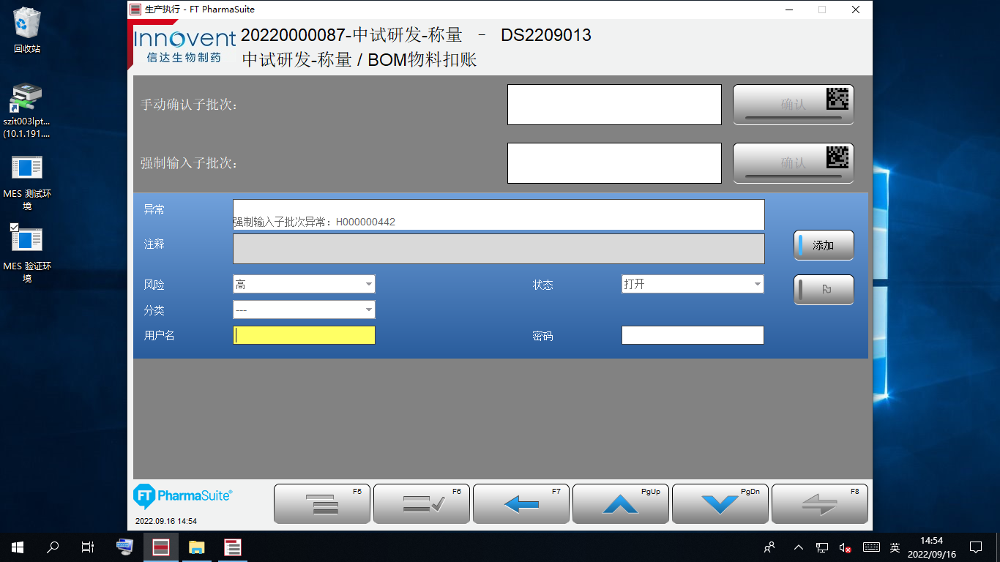 生产执行 - FT PharmaSuite
回收站
Innovent
信达生物制药
20220000087-中试研发-称量 - DS2209013
中试研发-称量 / BOM物料扣账
szit003lpt...
(10.1.191....
手动确认子批次:
确认
强制输入子批次:
确认
MES 测试环
境
异常
强制输入子批次异常: H000000442
注释
添加
MES 验证环
境
风险
高
状态
打开
分类
---
用户名
密码
FT PharmaSuite®
F5
F6
F7
PgUp
PgDn
F8
2022.09.16 14:54
英
14:54
2022/09/16